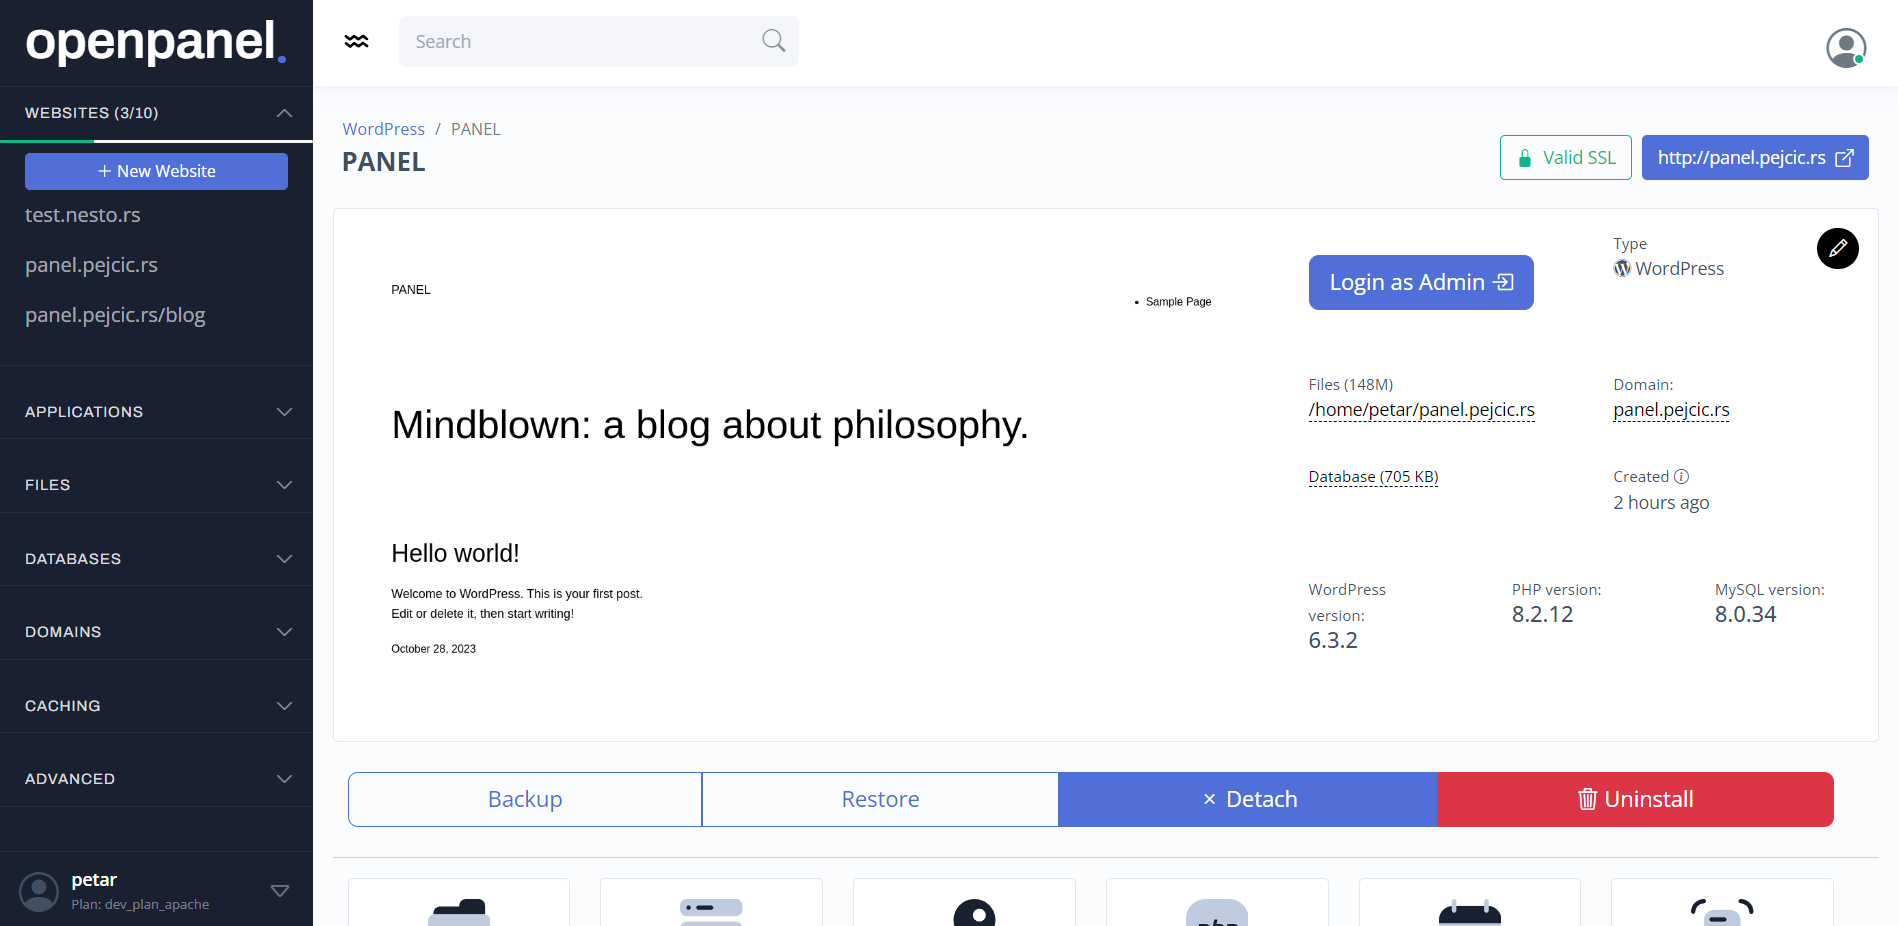 openpanel.
Search
WEBSITES (3/10)
+ New Website
test.nesto.rs
panel.pejcic.rs
panel.pejcic.rs/blog
APPLICATIONS
FILES
DATABASES
DOMAINS
CACHING
ADVANCED
petar
Plan: dev_plan_apache
WordPress / PANEL
PANEL
Valid SSL
http://panel.pejcic.rs
PANEL
• Sample Page
Mindblown: a blog about philosophy.
Hello world!
Welcome to WordPress. This is your first post.
Edit or delete it, then start writing!
October 28, 2023
Login as Admin
Type
WordPress
Files (148M)
/home/petar/panel.pejcic.rs
Domain:
panel.pejcic.rs
Database (705 KB)
Created
2 hours ago
WordPress
version:
6.3.2
PHP version:
8.2.12
MySQL version:
8.0.34
Backup
Restore
× Detach
Uninstall